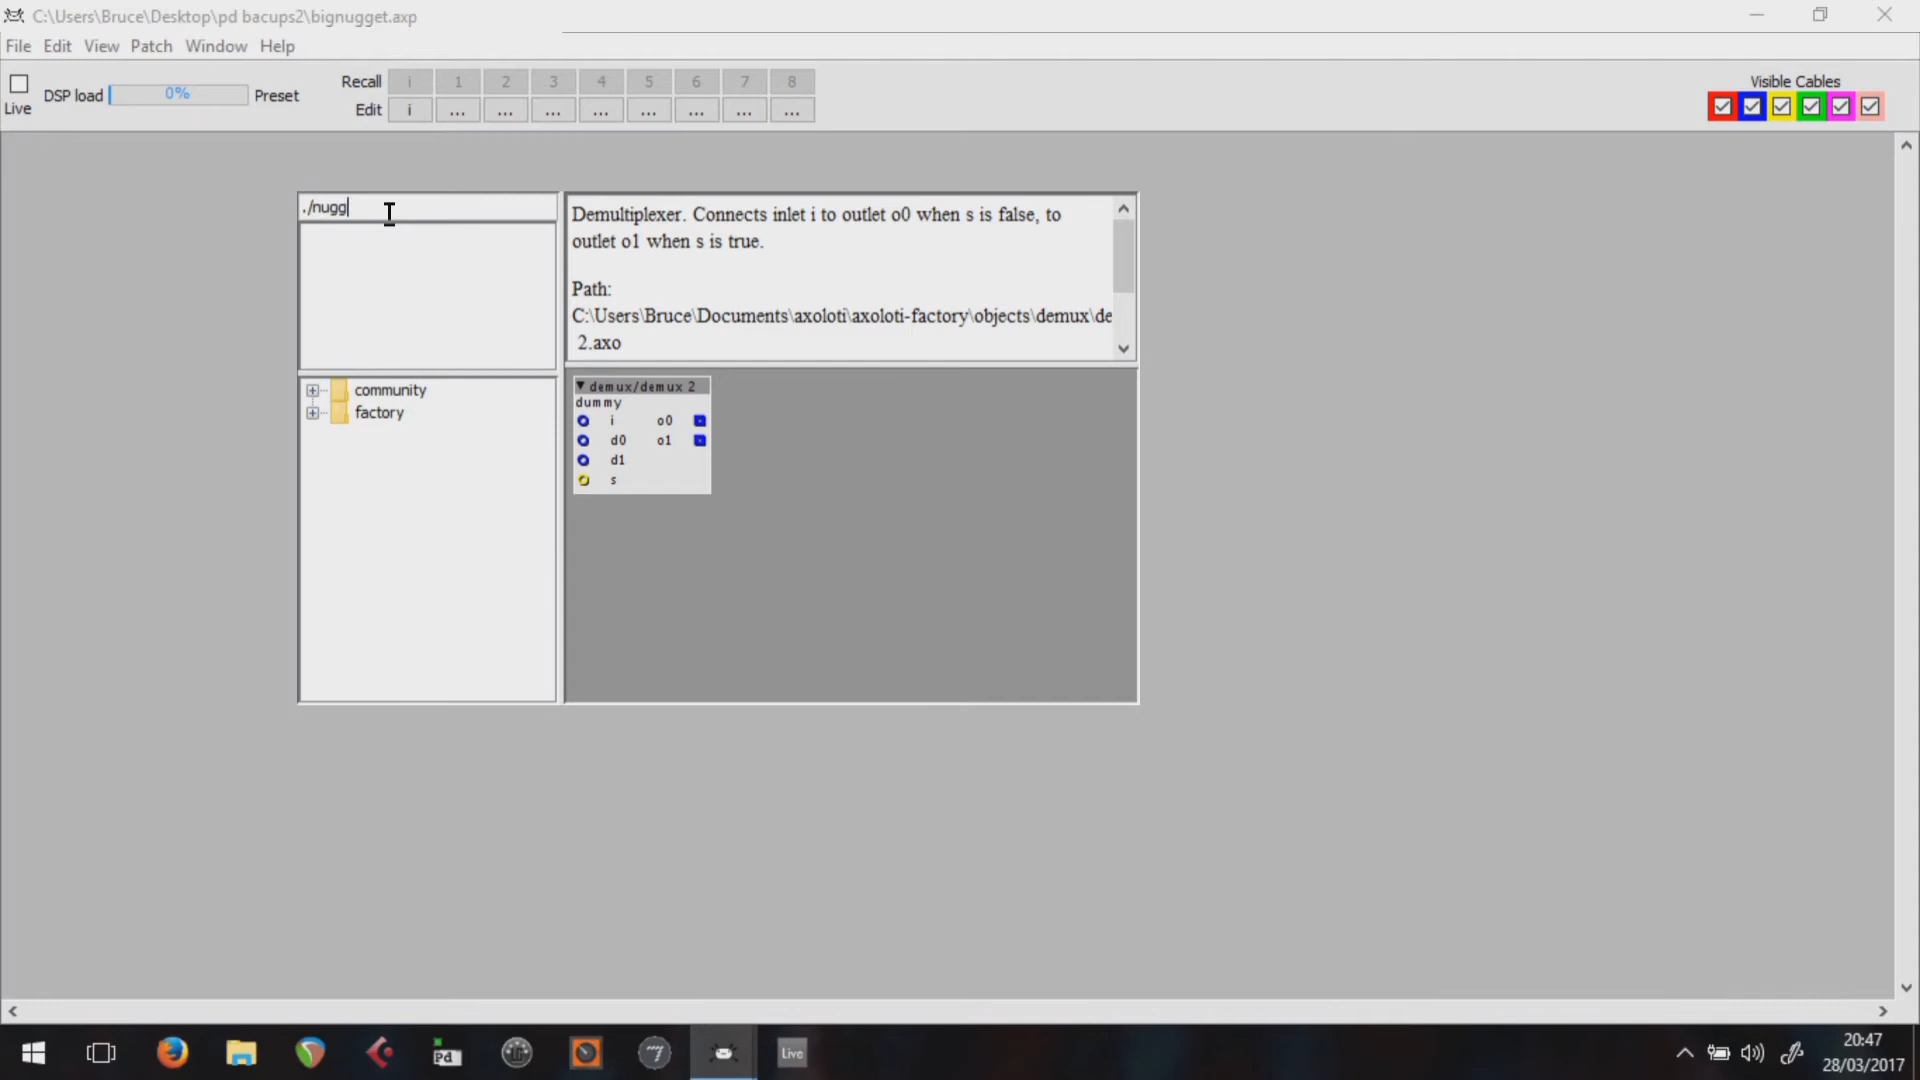 C:\Users\Bruce\Desktop\pd bacups2\bignugget.axp
File Edit View Patch Window Help
Live
DSP load 0% Preset
Recall i 1 2 3 4 5 6 7 8
Edit i ... ... ... ... ... ... ... ...
Visible Cables
./nugg
Demultiplexer. Connects inlet i to outlet o0 when s is false, to
outlet o1 when s is true.
Path:
C:\Users\Bruce\Documents\axoloti\axoloti-factory\objects\demux\de
2.axo
community
factory
demux/demux 2
dummy
i o0
d0 o1
d1
s
Pd
Live
20:47
28/03/2017